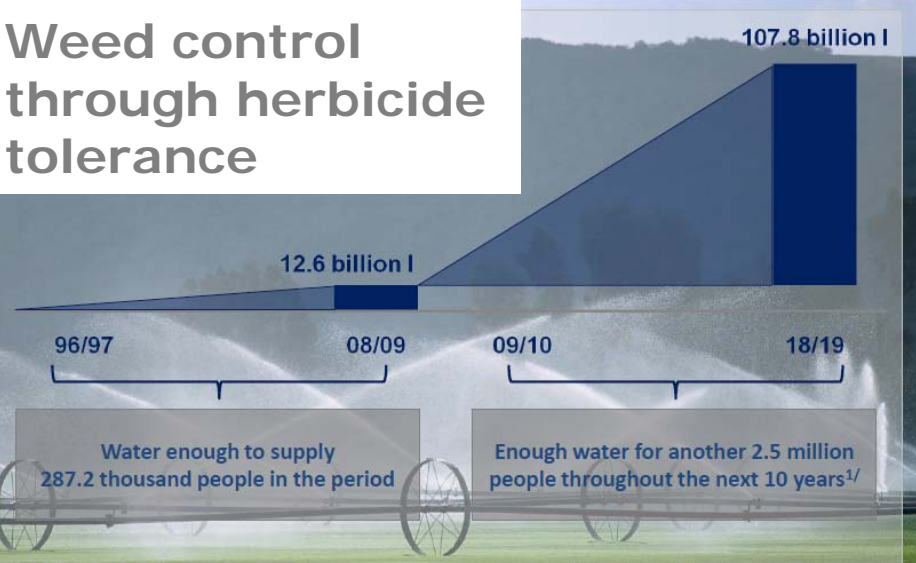 Weed control
through herbicide
tolerance
107.8 billion l
12.6 billion l
96/97
08/09
09/10
18/19
Water enough to supply
287.2 thousand people in the period
Enough water for another 2.5 million
people throughout the next 10 years1/